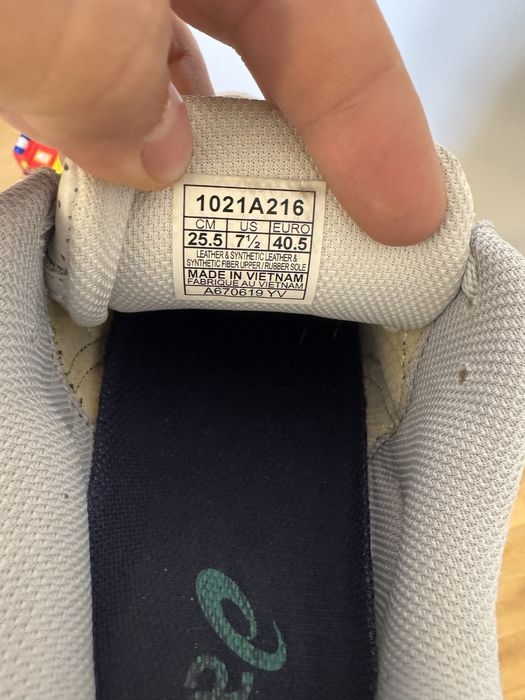 1021A216
CM US EURO
25.5 7½ 40.5
LEATHER & SYNTHETIC LEATHER &
SYNTHETIC FIBER UPPER / RUBBER SOLE
MADE IN VIETNAM
FABRIQUE AU VIETNAM
A670619 YV